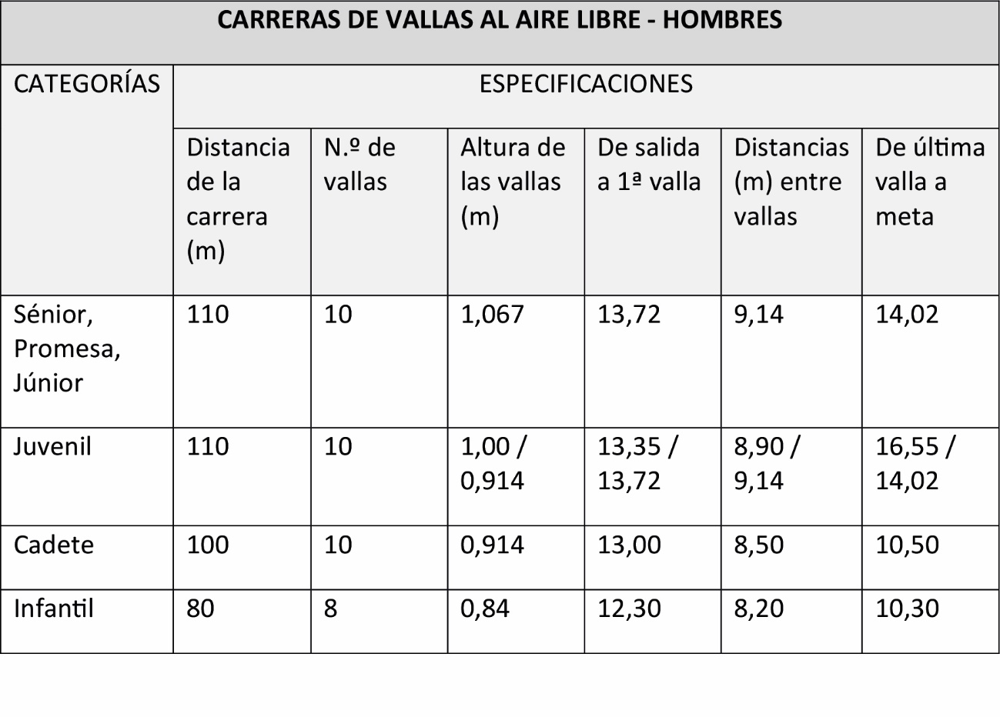 CARRERAS DE VALLAS AL AIRE LIBRE - HOMBRES
CATEGORÍAS
ESPECIFICACIONES
Distancia
de la
carrera
(m)
N.º de
vallas
Altura de
las vallas
(m)
De salida
a 1ª valla
Distancias
(m) entre
vallas
De última
valla a
meta
Sénior,
Promesa,
Júnior
110
10
1,067
13,72
9,14
14,02
Juvenil
110
10
1,00 /
0,914
13,35 /
13,72
8,90 /
9,14
16,55 /
14,02
Cadete
100
10
0,914
13,00
8,50
10,50
Infantil
80
8
0,84
12,30
8,20
10,30